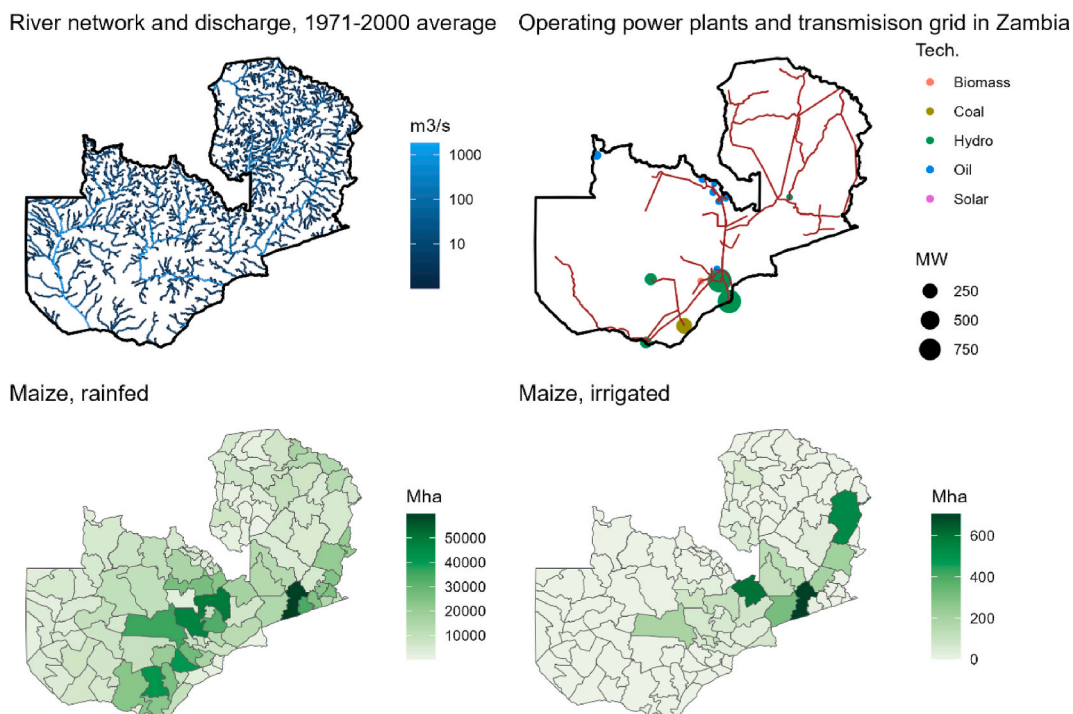 River network and discharge, 1971-2000 average
m3/s
1000
100
10
Operating power plants and transmisison grid in Zambia
Tech.
Biomass
Coal
Hydro
Oil
Solar
MW
250
500
750
Maize, rainfed
Mha
50000
40000
30000
20000
10000
Maize, irrigated
Mha
600
400
200
0